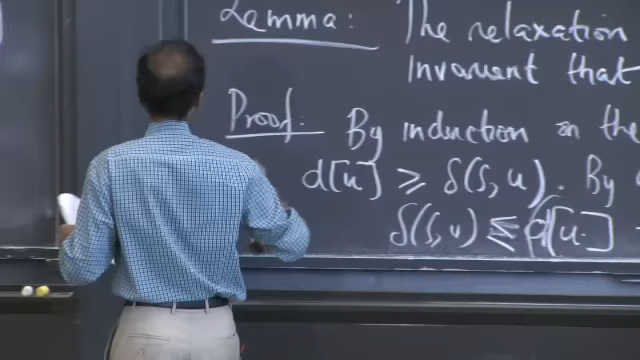 Lemma: The relaxation
invariant that
Proof: By induction on the
d[u] ⩾ δ(s, u). By
δ(s, v) ≤ d[u]